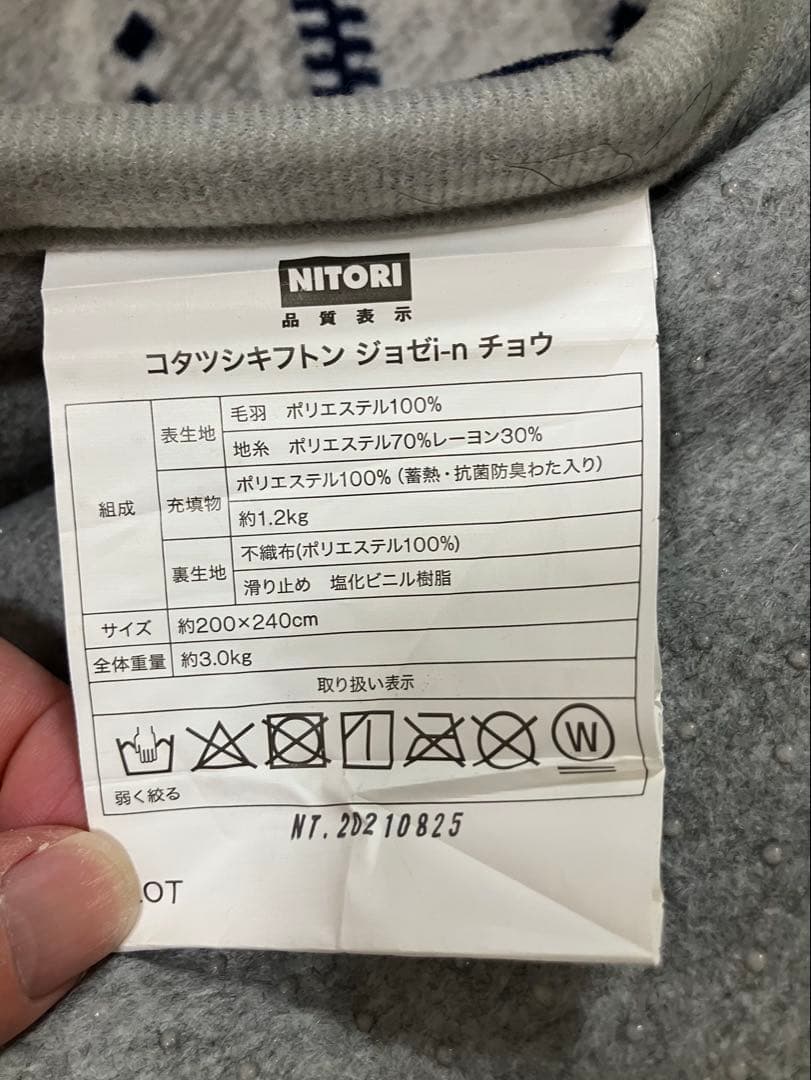 NITORI
品質表示
コタツシキフトン ジョゼi-n チョウ
組成
表生地
毛羽 ポリエステル100%
地糸 ポリエステル70%レーヨン30%
充填物
ポリエステル100%(蓄熱・抗菌防臭わた入り)
約1.2kg
裏生地
不織布(ポリエステル100%)
滑り止め 塩化ビニル樹脂
サイズ 約200×240cm
全体重量 約3.0kg
取り扱い表示
W
弱く絞る
NT.20210825
LOT